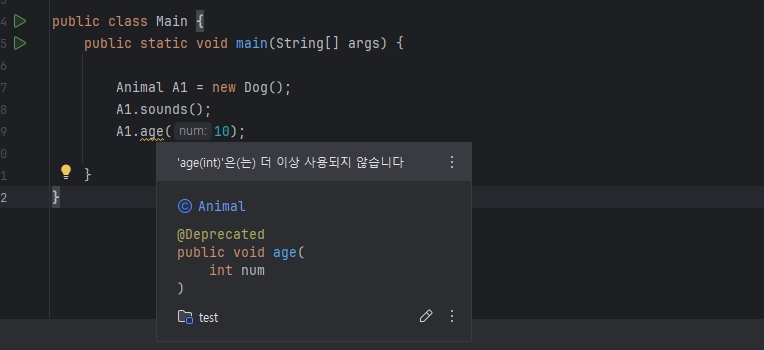 3
4 public class Main {
5 public static void main(String[] args) {
6
7 Animal A1 = new Dog();
8 A1.sounds();
9 A1.age( num: 10);
0
'age(int)'은(는) 더 이상 사용되지 않습니다
1 }
2 }
C Animal
@Deprecated
public void age(
int num
)
test